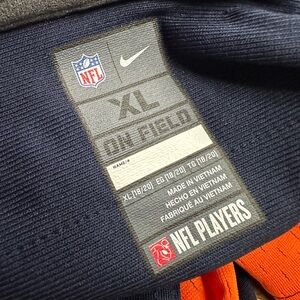 NFL
XL
ON FIELD
NAME/#
XL(18/20) EG (18/20) TG (18/20)
MADE IN VIETNAM
HECHO EN VIETNAM
FABRIQUÉ AU VIETNAM
NFL PLAYERS